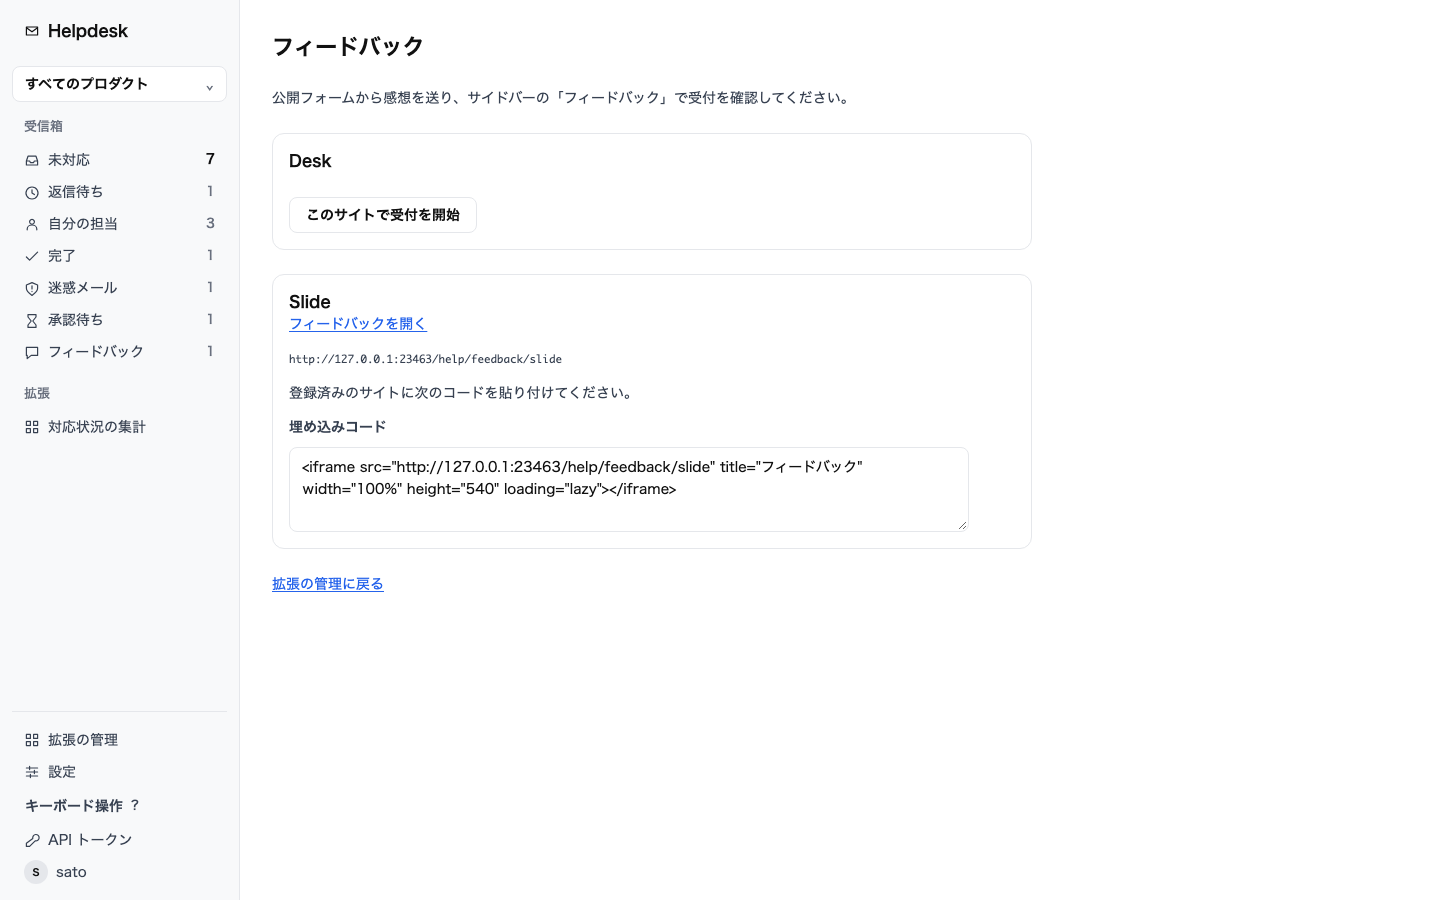 Helpdesk
すべてのプロダクト
受信箱
未対応 7
返信待ち 1
自分の担当 3
完了 1
迷惑メール 1
承認待ち 1
フィードバック 1
拡張
対応状況の集計
拡張の管理
設定
キーボード操作 ?
API トークン
S sato
フィードバック
公開フォームから感想を送り、サイドバーの「フィードバック」で受付を確認してください。
Desk
このサイトで受付を開始
Slide
フィードバックを開く
http://127.0.0.1:23463/help/feedback/slide
登録済みのサイトに次のコードを貼り付けてください。
埋め込みコード
<iframe src="http://127.0.0.1:23463/help/feedback/slide" title="フィードバック"
width="100%" height="540" loading="lazy"></iframe>
拡張の管理に戻る